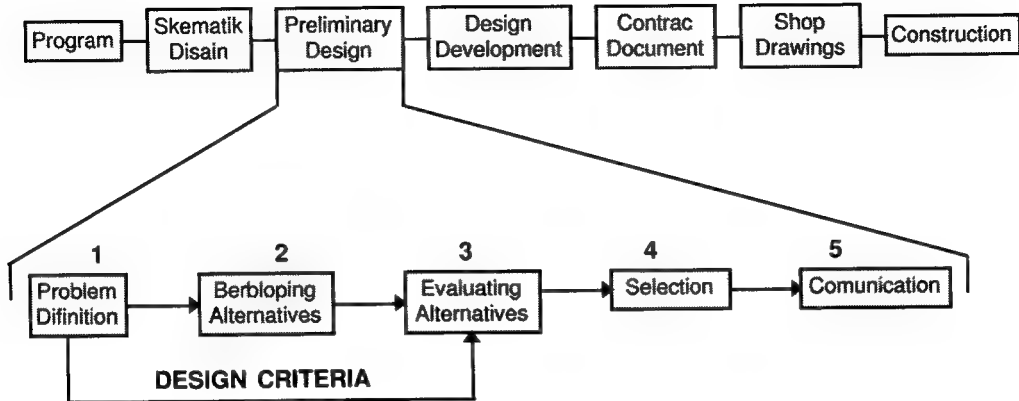 Program
Skematik
Disain
Preliminary
Design
Design
Development
Contrac
Document
Shop
Drawings
Construction
1
2
3
4
5
Problem
Difinition
Berbloping
Alternatives
Evaluating
Alternatives
Selection
Comunication
DESIGN CRITERIA